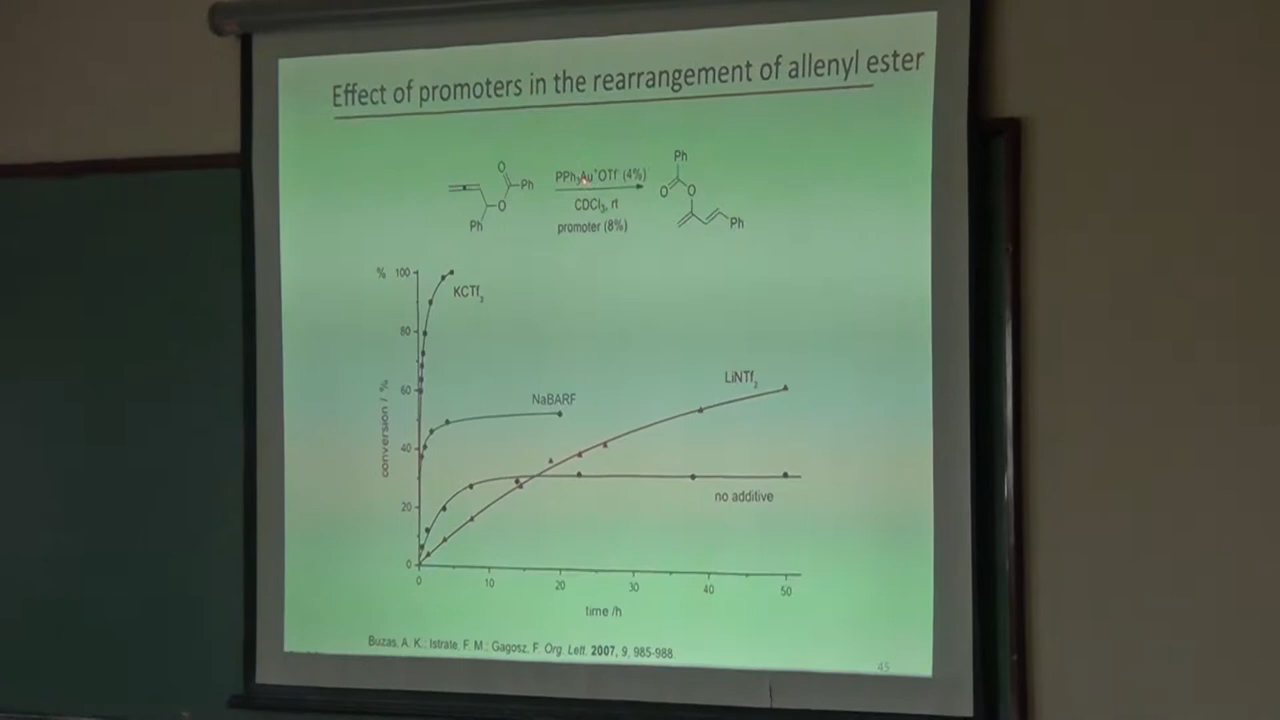 Effect of promoters in the rearrangement of allenyl ester
O
Ph
O
Ph
PPh3Au+OTf- (4%)
CDCl3, rt
promoter (8%)
Ph
O
O
Ph
% 100
80
60
40
20
0
conversion / %
KCTf3
NaBARF
LiNTf2
no additive
0 10 20 30 40 50
time /h
Buzas, A. K.; Istrate, F. M.; Gagosz, F. Org. Lett. 2007, 9, 985-988.
45